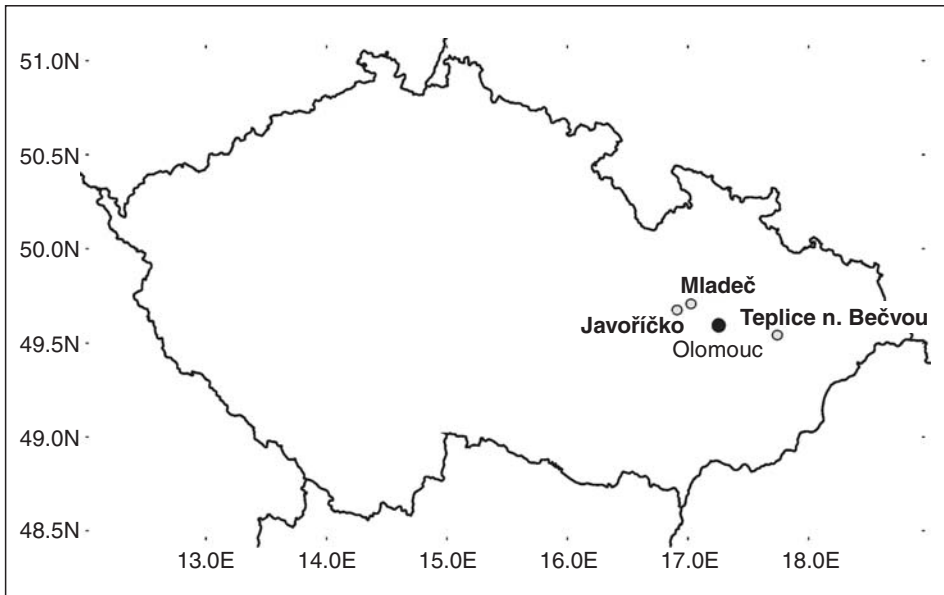 51.0N
50.5N
50.0N
Mladeč
Javoříčko
Teplice n. Bečvou
49.5N
Olomouc
49.0N
48.5N
13.0E 14.0E 15.0E 16.0E 17.0E 18.0E